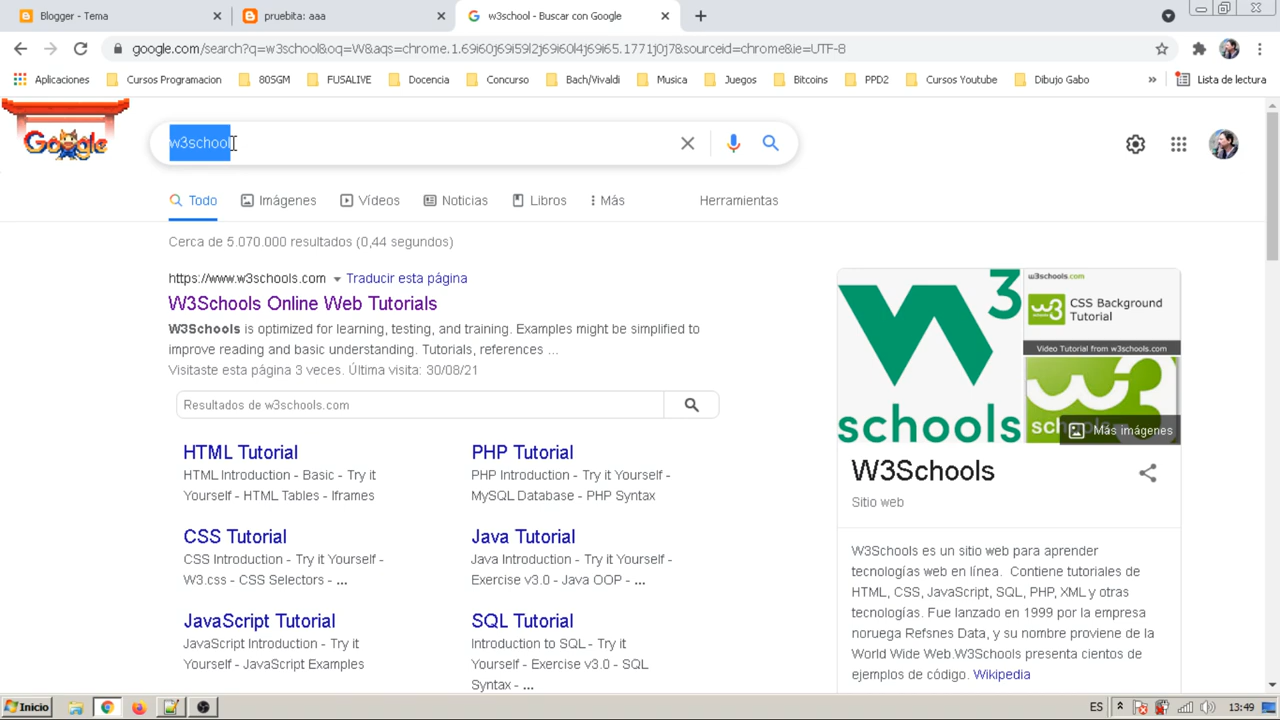 Blogger - Tema
pruebita: aaa
w3school - Buscar con Google
google.com/search?q=w3school&oq=W&aqs=chrome.1.69i60j69i59l2j69i60l4j69i65.1771j0j7&sourceid=chrome&ie=UTF-8
Aplicaciones Cursos Programacion 80SGM FUSALIVE Docencia Concurso Bach/Vivaldi Musica Juegos Bitcoins PPD2 Cursos Youtube Dibujo Gabo » Lista de lectura
Google
w3school
Todo Imágenes Vídeos Noticias Libros Más Herramientas
Cerca de 5.070.000 resultados (0,44 segundos)
https://www.w3schools.com Traducir esta página
W3Schools Online Web Tutorials
W3Schools is optimized for learning, testing, and training. Examples might be simplified to
improve reading and basic understanding. Tutorials, references ...
Visitaste esta página 3 veces. Última visita: 30/08/21
Resultados de w3schools.com
HTML Tutorial
HTML Introduction - Basic - Try it
Yourself - HTML Tables - Iframes
PHP Tutorial
PHP Introduction - Try it Yourself -
MySQL Database - PHP Syntax
CSS Tutorial
CSS Introduction - Try it Yourself -
W3.css - CSS Selectors - ...
Java Tutorial
Java Introduction - Try it Yourself -
Exercise v3.0 - Java OOP - ...
JavaScript Tutorial
JavaScript Introduction - Try it
Yourself - JavaScript Examples
SQL Tutorial
Introduction to SQL - Try it
Yourself - Exercise v3.0 - SQL
Syntax - ...
W3
schools
w3schools.com
w3
CSS Background
Tutorial
Video Tutorial from w3schools.com
w3
schools
Más imágenes
W3Schools
Sitio web
W3Schools es un sitio web para aprender
tecnologías web en línea. Contiene tutoriales de
HTML, CSS, JavaScript, SQL, PHP, XML y otras
tecnologías. Fue lanzado en 1999 por la empresa
noruega Refsnes Data, y su nombre proviene de la
World Wide Web.W3Schools presenta cientos de
ejemplos de código. Wikipedia
Inicio
ES
13:49